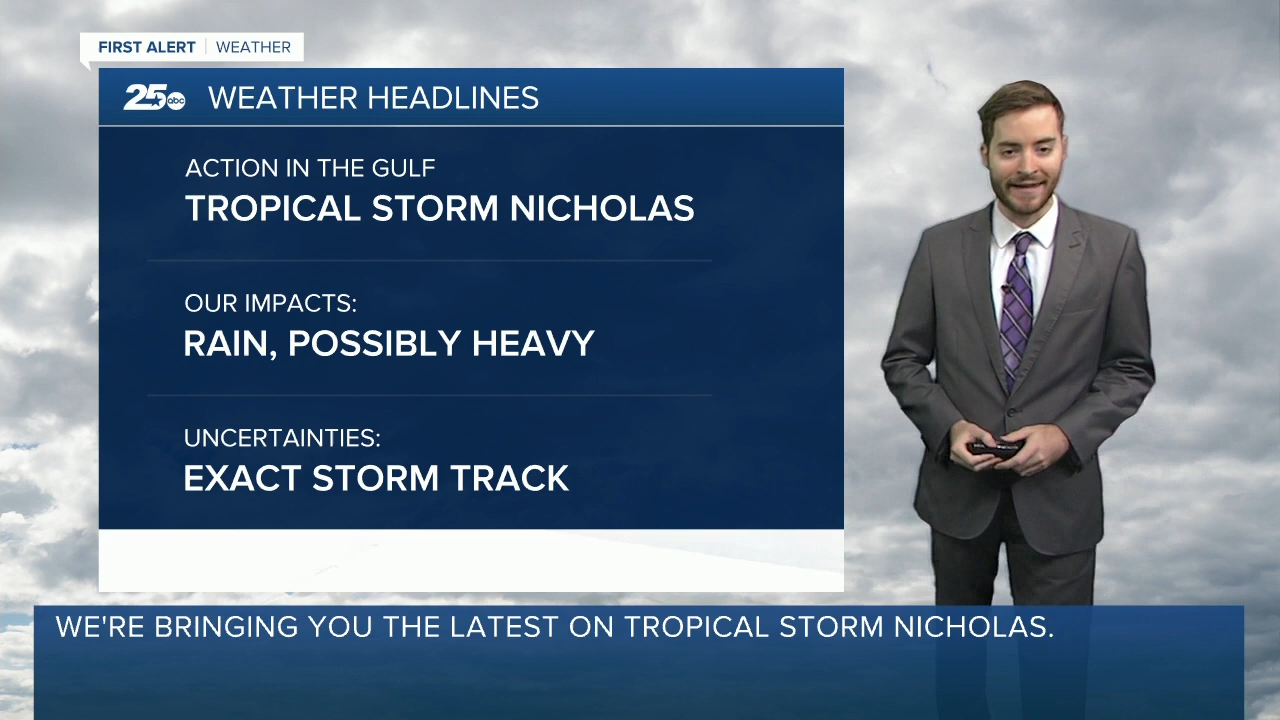 FIRST ALERT | WEATHER
25 abc WEATHER HEADLINES
ACTION IN THE GULF
TROPICAL STORM NICHOLAS
OUR IMPACTS:
RAIN, POSSIBLY HEAVY
UNCERTAINTIES:
EXACT STORM TRACK
WE'RE BRINGING YOU THE LATEST ON TROPICAL STORM NICHOLAS.